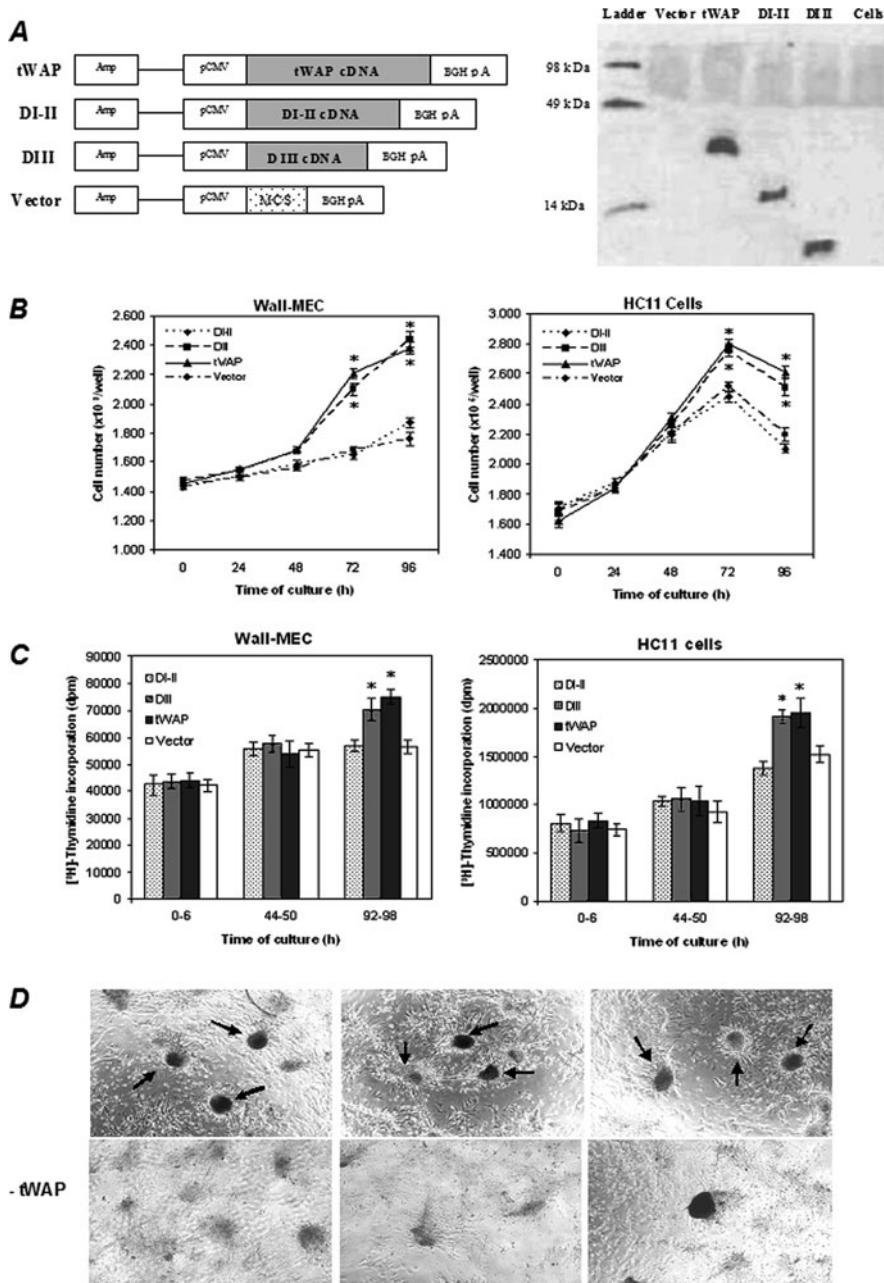 A
tWAP
Amp
pCMV
tWAP cDNA
BGH pA
DI-II
Amp
pCMV
DI-II cDNA
BGH pA
DIII
Amp
pCMV
DIII cDNA
BGH pA
Vector
Amp
pCMV
MCS
BGH pA
Ladder Vector tWAP DI-II DIII Cells
98 kDa
49 kDa
14 kDa
B
Wall-MEC
Cell number (x10⁵/well)
2.600
2.400
2.200
2.000
1.800
1.600
1.400
1.200
1.000
DI-II
DIII
tWAP
Vector
* *
* *
0 24 48 72 96
Time of culture (h)
HC11 Cells
Cell number (x10⁵/well)
3.000
2.800
2.600
2.400
2.200
2.000
1.800
1.600
1.400
DI-II
DIII
tWAP
Vector
* *
* *
0 24 48 72 96
Time of culture (h)
C
Wall-MEC
[³H]-Thymidine incorporation (dpm)
90000
80000
70000
60000
50000
40000
30000
20000
10000
0
DI-II
DIII
tWAP
Vector
* *
0-6 44-50 92-98
Time of culture (h)
HC11 cells
[³H]-Thymidine incorporation (dpm)
2500000
2000000
1500000
1000000
500000
0
DI-II
DIII
tWAP
Vector
* *
0-6 44-50 92-98
Time of culture (h)
D
- tWAP